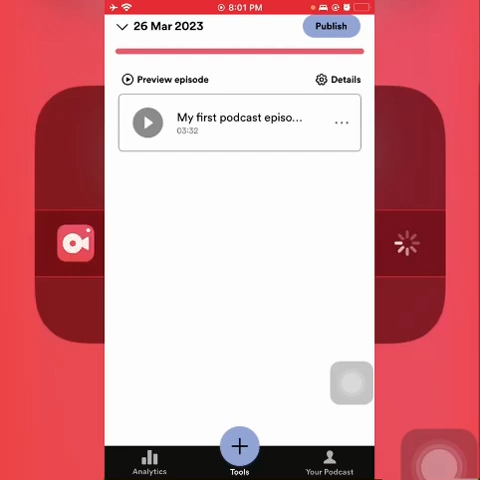 8:01 PM
26 Mar 2023
Publish
Preview episode
Details
My first podcast episo...
03:32
Analytics
Tools
Your Podcast